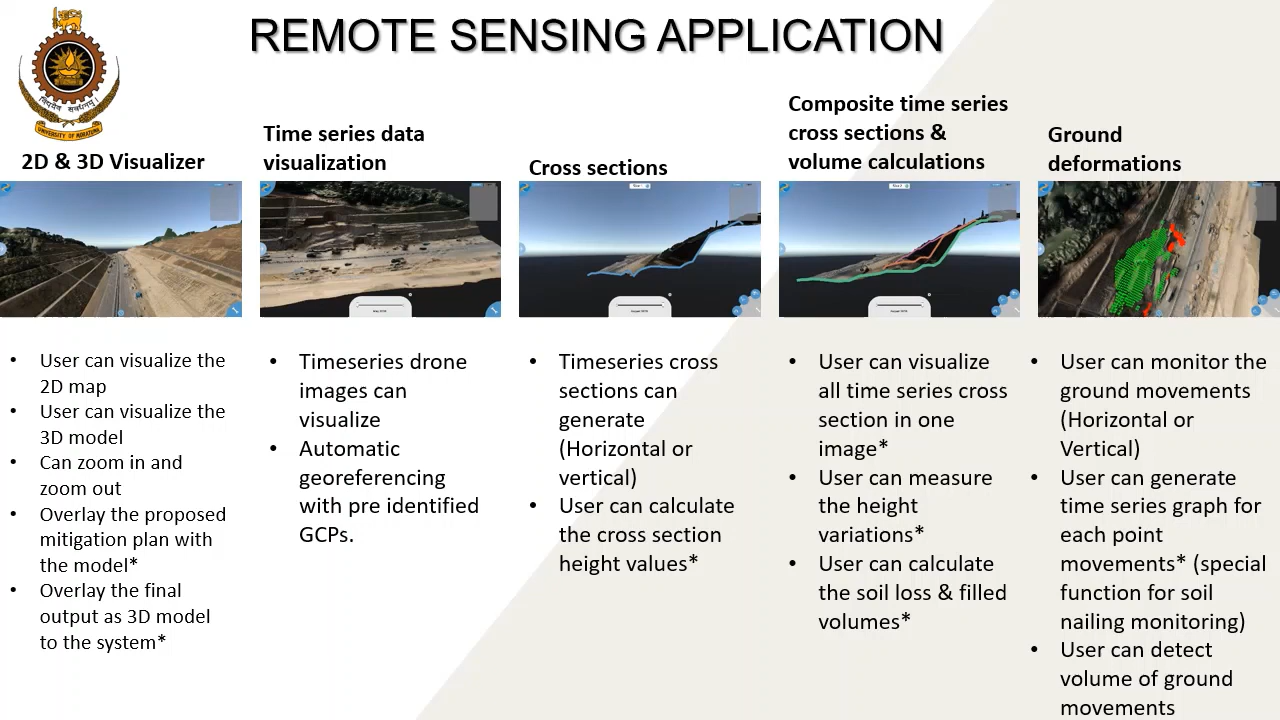 REMOTE SENSING APPLICATION
UNIVERSITY OF MORATUWA
2D & 3D Visualizer
• User can visualize the
2D map
• User can visualize the
3D model
• Can zoom in and
zoom out
• Overlay the proposed
mitigation plan with
the model*
• Overlay the final
output as 3D model
to the system*
Time series data
visualization
• Timeseries drone
images can
visualize
• Automatic
georeferencing
with pre identified
GCPs.
Cross sections
• Timeseries cross
sections can
generate
(Horizontal or
vertical)
• User can calculate
the cross section
height values*
Composite time series
cross sections &
volume calculations
• User can visualize
all time series cross
section in one
image*
• User can measure
the height
variations*
• User can calculate
the soil loss & filled
volumes*
Ground
deformations
• User can monitor the
ground movements
(Horizontal or
Vertical)
• User can generate
time series graph for
each point
movements* (special
function for soil
nailing monitoring)
• User can detect
volume of ground
movements